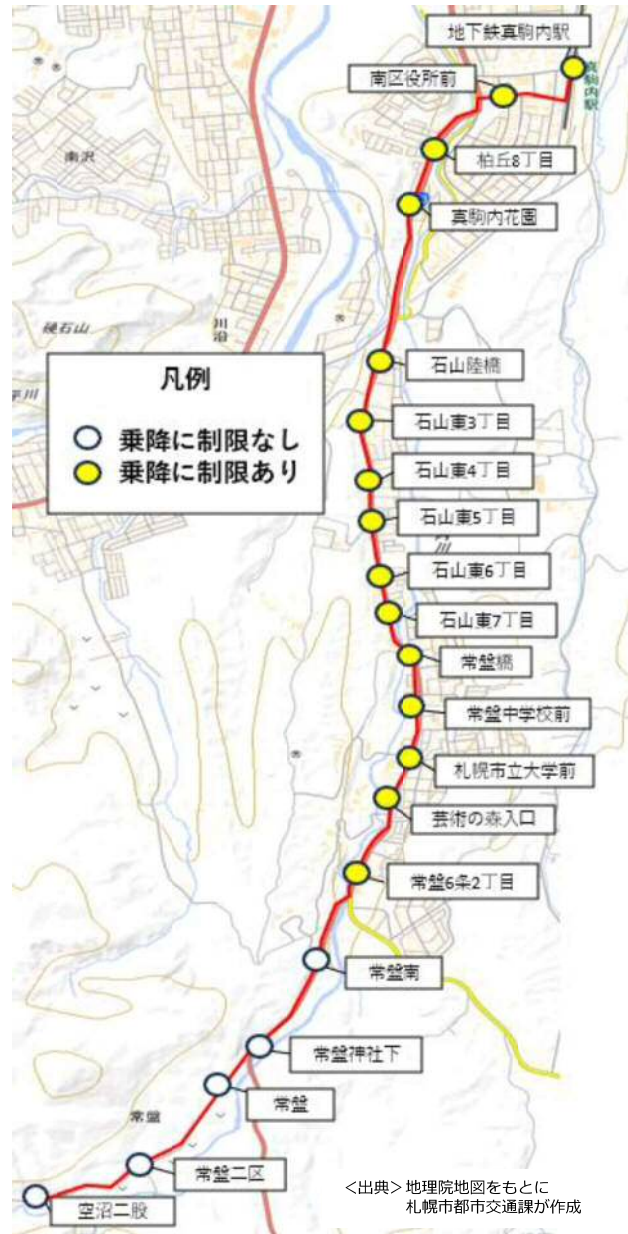 地下鉄真駒内駅
真駒内駅
南区役所前
柏丘8丁目
南沢
真駒内花園
硬石山
川沿
石山陸橋
凡例
乗降に制限なし
乗降に制限あり
石山東3丁目
石山東4丁目
石山東5丁目
石山東6丁目
石山東7丁目
常盤橋
常盤中学校前
札幌市立大学前
芸術の森入口
常盤6条2丁目
常盤南
常盤神社下
常盤
常盤
常盤二区
空沼二股
<出典>地理院地図をもとに
札幌市都市交通課が作成